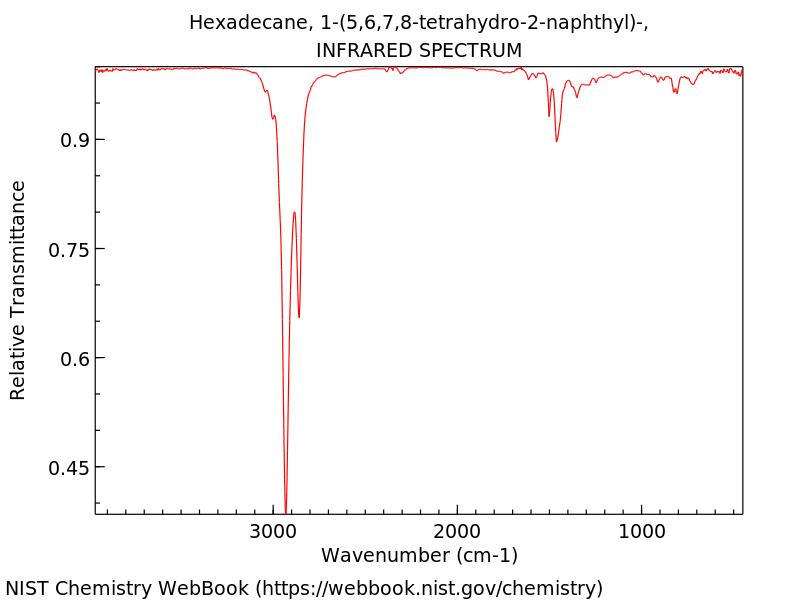 Hexadecane, 1-(5,6,7,8-tetrahydro-2-naphthyl)-,
INFRARED SPECTRUM
0.9
0.75
0.6
0.45
Relative Transmittance
3000 2000 1000
Wavenumber (cm-1)
NIST Chemistry WebBook (https://webbook.nist.gov/chemistry)